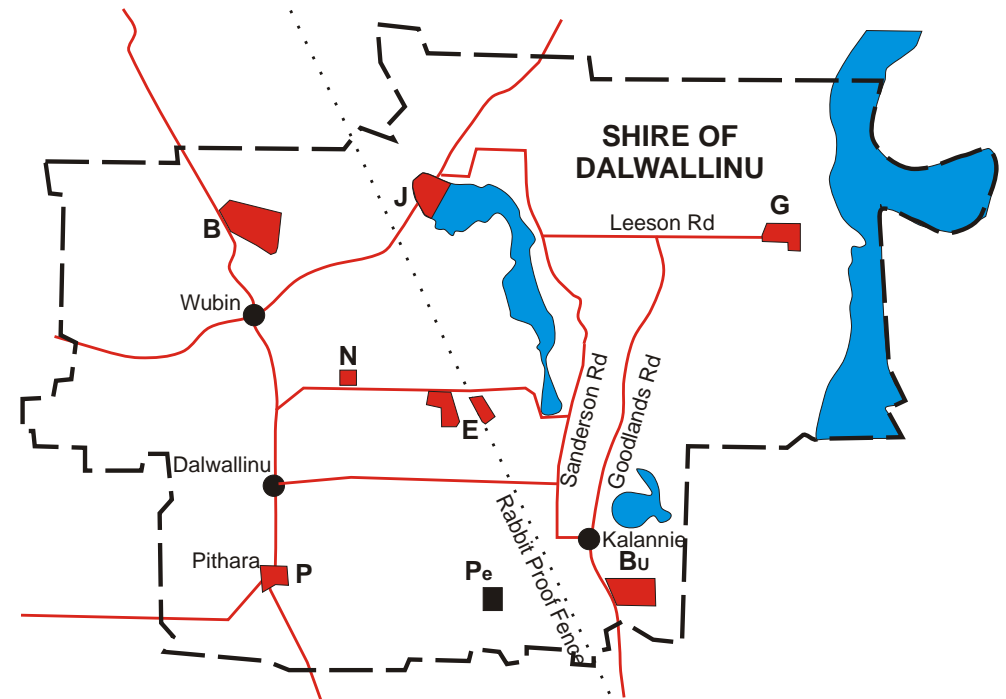 SHIRE OF
DALWALLINU
J
B
G
Leeson Rd
Wubin
N
E
Sanderson Rd
Goodlands Rd
Dalwallinu
Rabbit Proof Fence
Kalannie
Pithara
P
Pe
BU